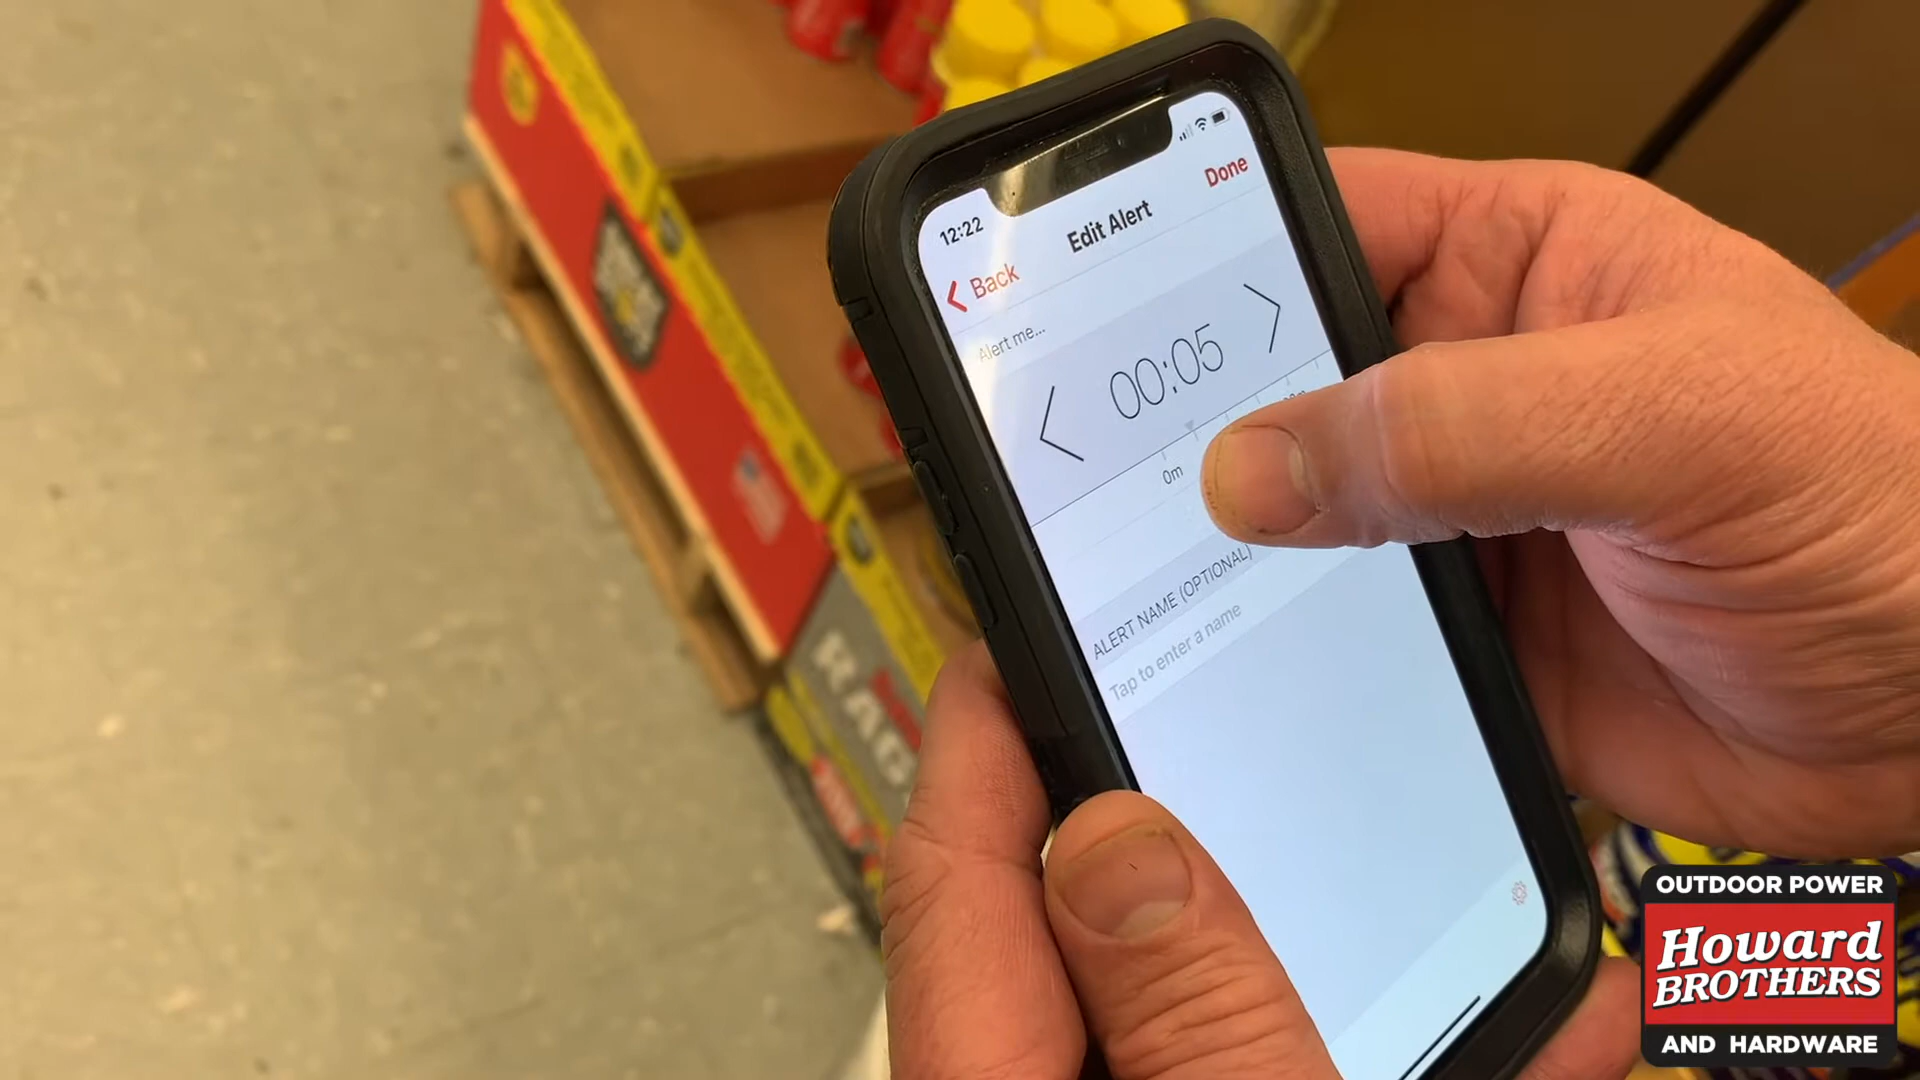 12:22
Done
Edit Alert
Back
Alert me...
00:05
0m
ALERT NAME (OPTIONAL)
Tap to enter a name
OUTDOOR POWER
Howard
BROTHERS
AND HARDWARE